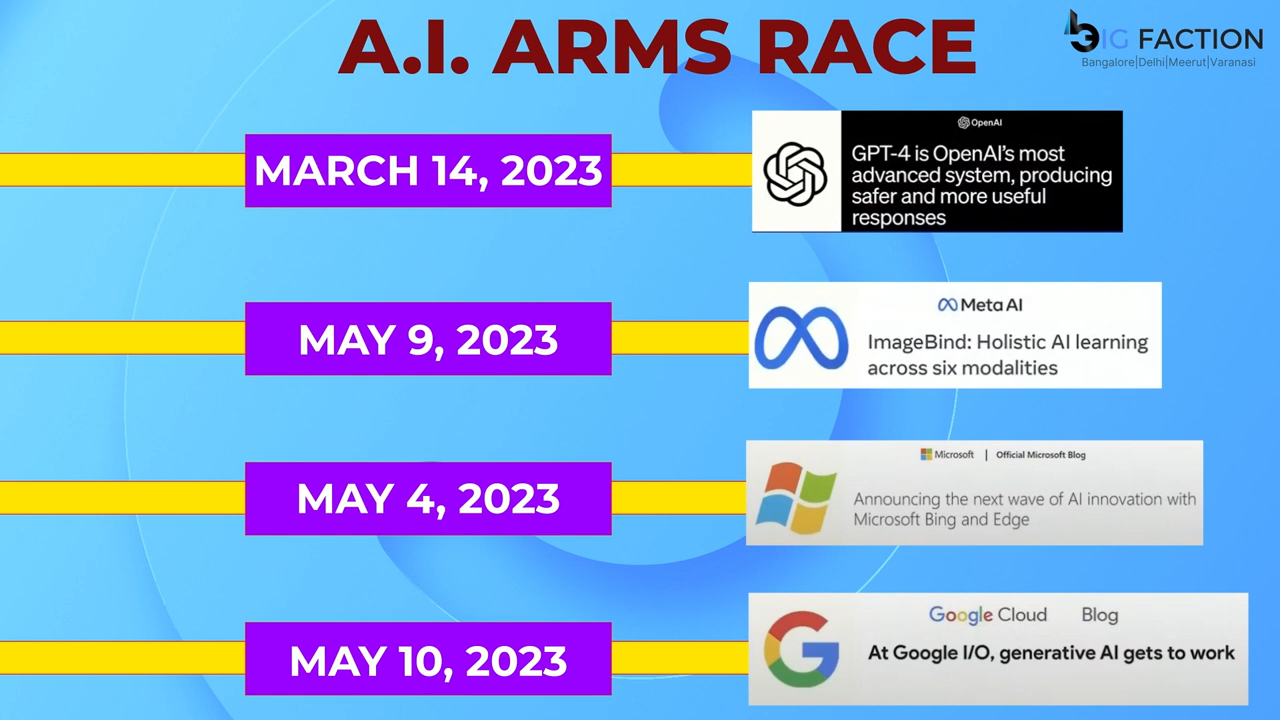 A.I. ARMS RACE
BIG FACTION
Bangalore|Delhi|Meerut|Varanasi
MARCH 14, 2023
OpenAI
GPT-4 is OpenAI's most
advanced system, producing
safer and more useful
responses
MAY 9, 2023
Meta AI
ImageBind: Holistic AI learning
across six modalities
MAY 4, 2023
Microsoft | Official Microsoft Blog
Announcing the next wave of AI innovation with
Microsoft Bing and Edge
MAY 10, 2023
Google Cloud Blog
At Google I/O, generative AI gets to work